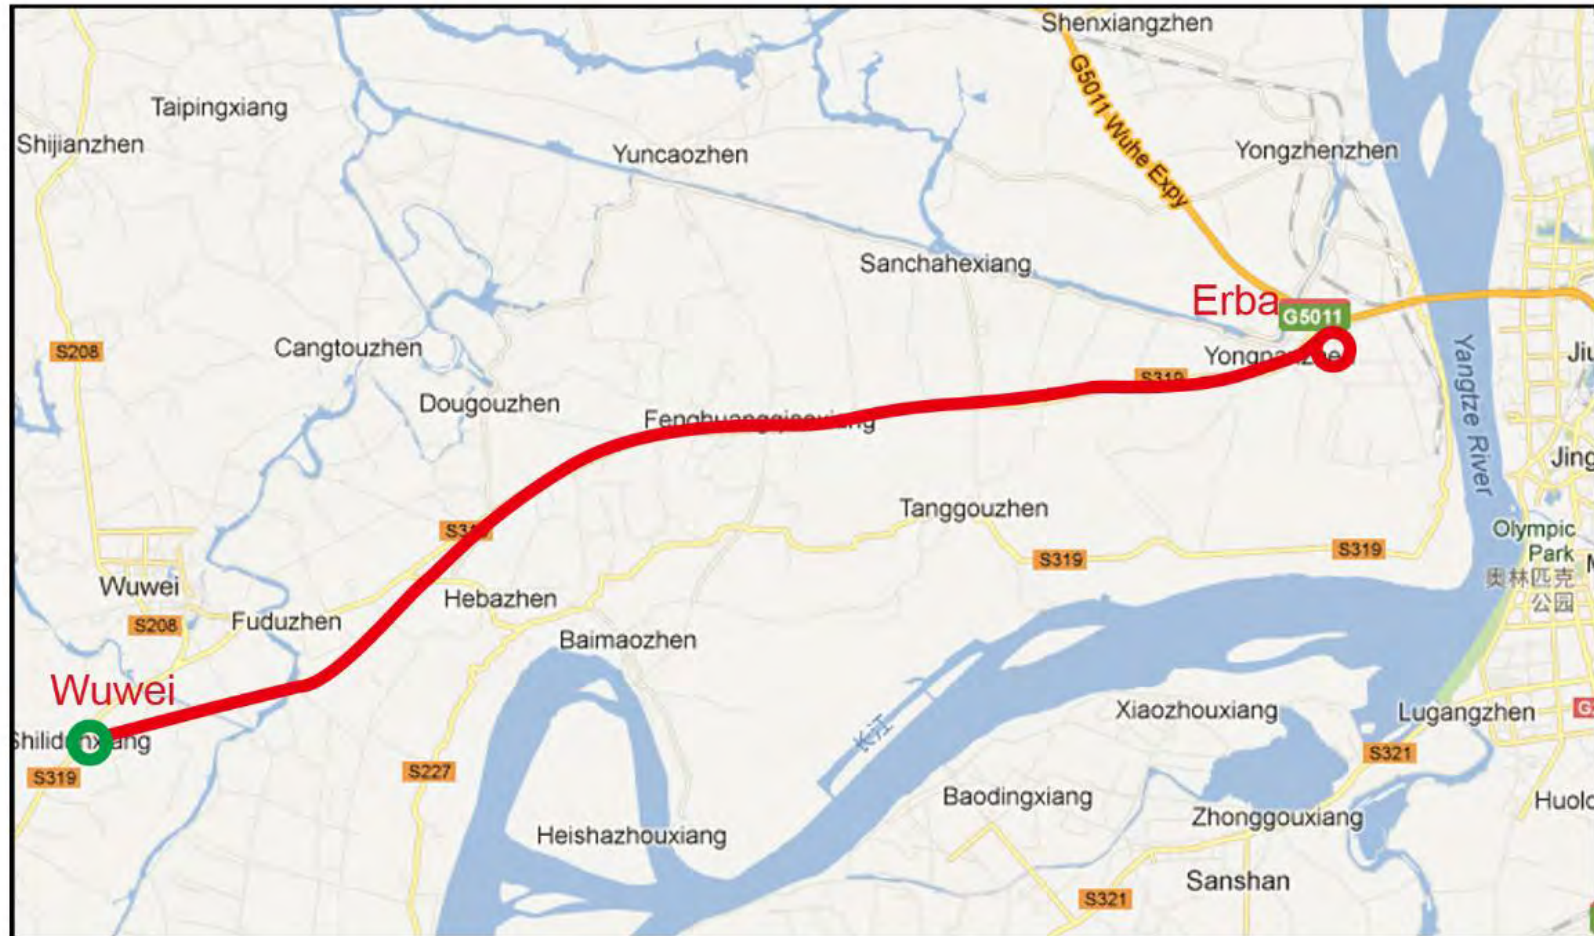 Shenxiangzhen
G5011 Wuhe Expy
Taipingxiang
Shijianzhen
Yuncaozhen
Yongzhenzhen
Sanchahexiang
Erba
G5011
S208
Cangtouzhen
Yangtze River
S319
Dougouzhen
Fenghuangqiaoxiang
Tanggouzhen
Olympic
Park
奥林匹克
公园
S319
S319
Wuwei
Hebazhen
S208
Fuduzhen
Baimaozhen
Wuwei
Xiaozhouxiang
Lugangzhen
长江
S321
S319
S227
Baodingxiang
Zhonggouxiang
Heishazhouxiang
Sanshan
S321